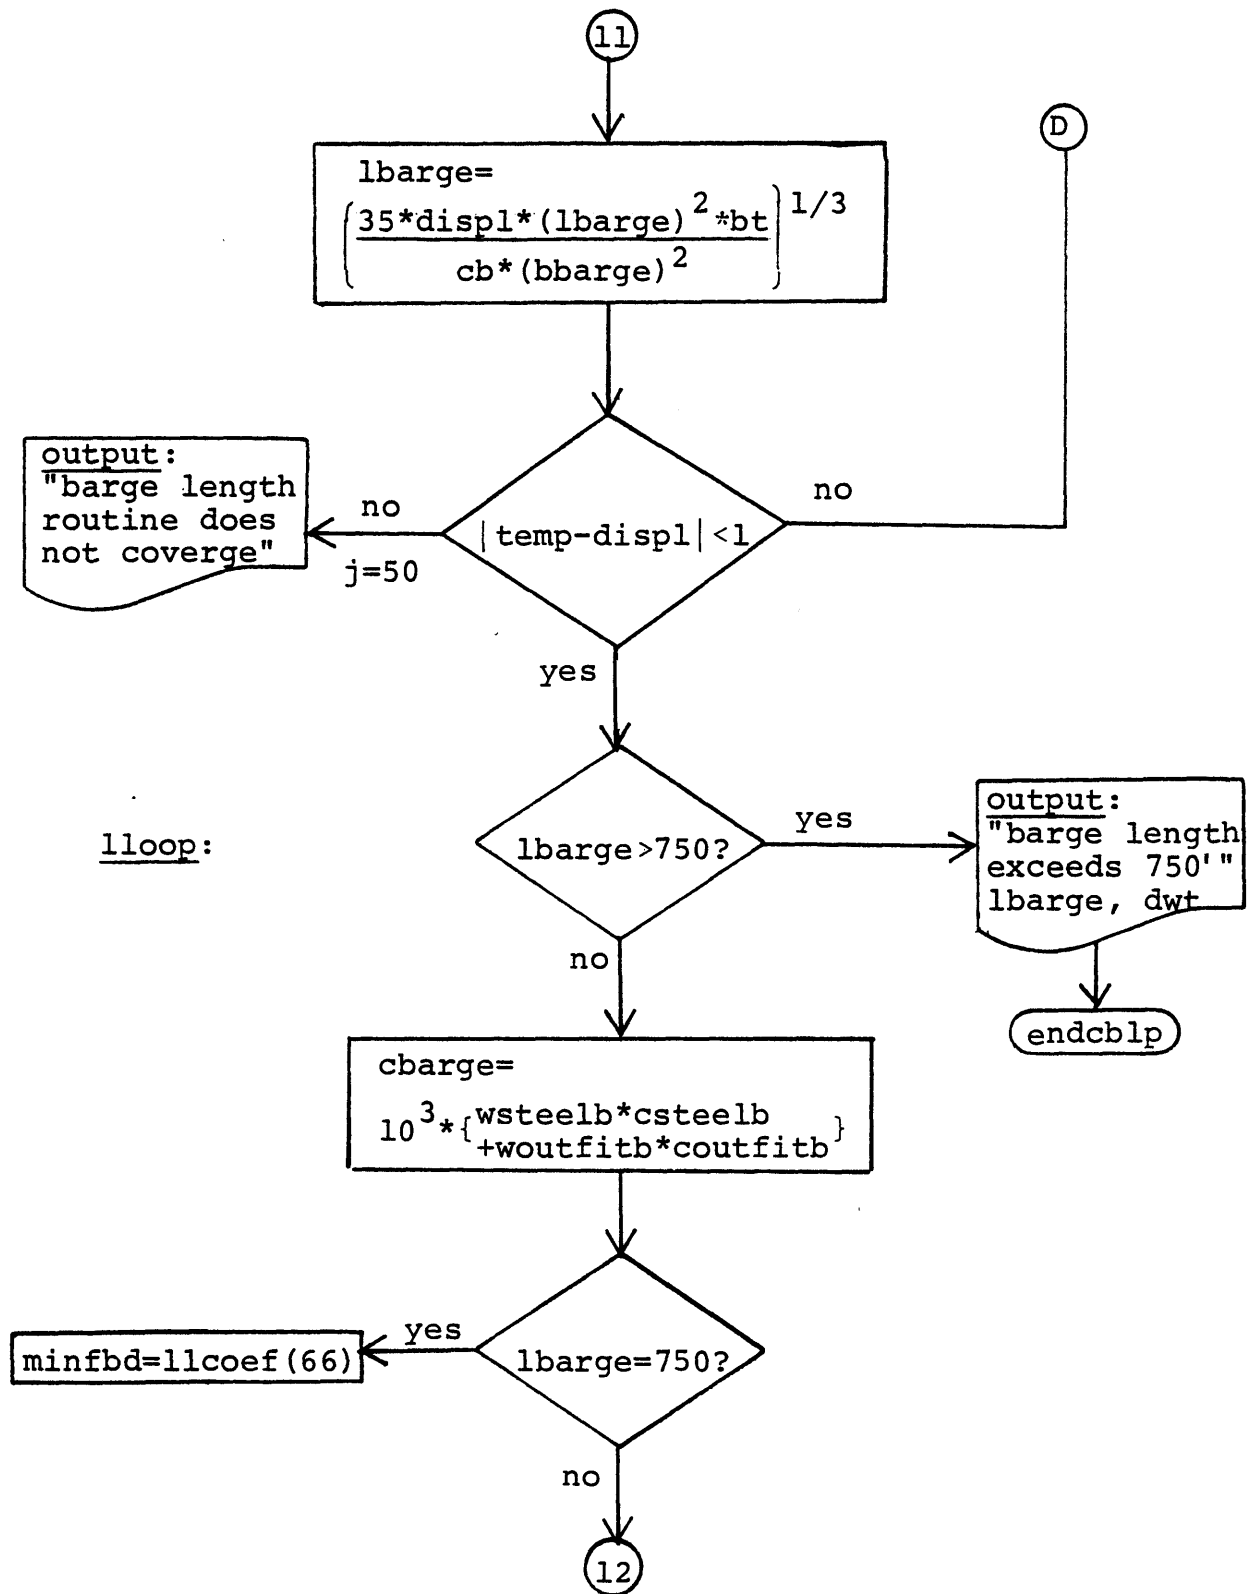 11
D
lbarge=
(35*displ*(lbarge)^2*bt / cb*(bbarge)^2)^1/3
output:
"barge length
routine does
not coverge"
no
j=50
|temp-displ|<1
no
yes
lloop:
lbarge>750?
yes
output:
"barge length
exceeds 750'"
lbarge, dwt
no
endcblp
cbarge=
10^3*{wsteelb*csteelb
+woutfitb*coutfitb}
yes
minfbd=llcoef(66)
lbarge=750?
no
12